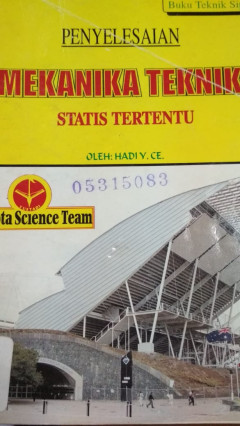 Buku Teknik Si
PENYELESAIAN
MEKANIKA TEKNIK
STATIS TERTENTU
OLEH: HADI Y. CE.
05315083
ta Science Team